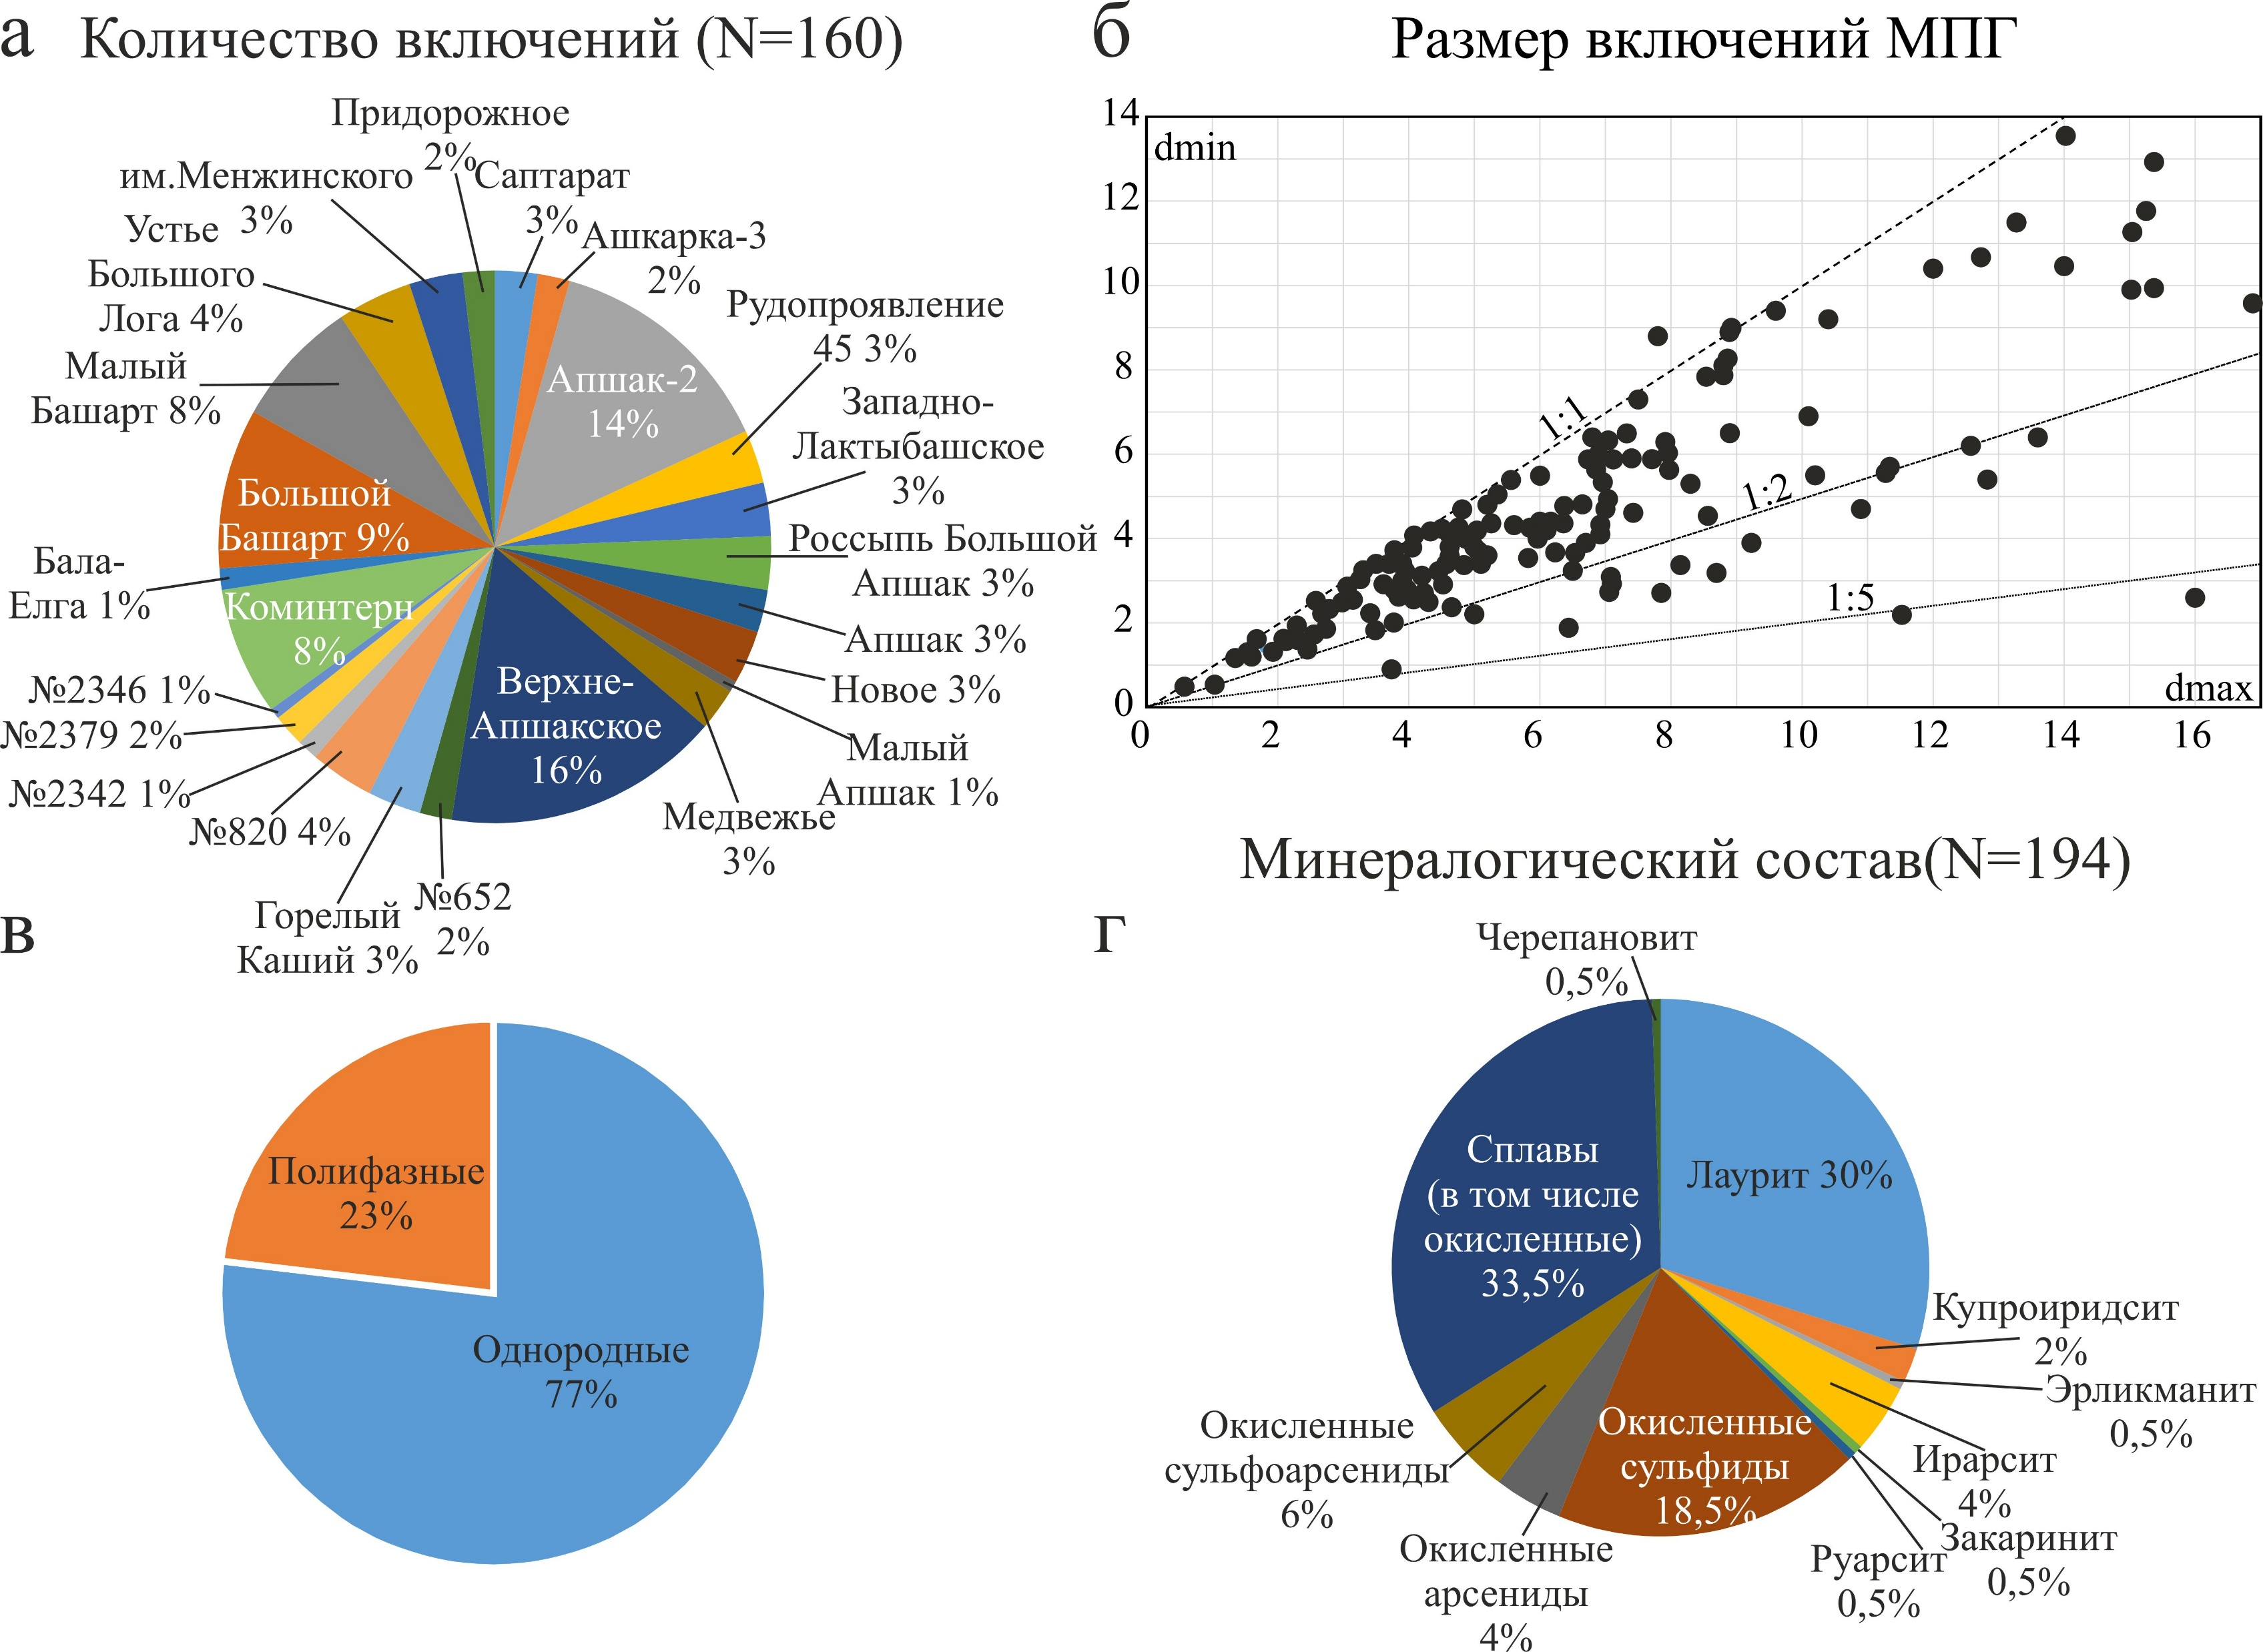 а Количество включений (N=160)
Придорожное
2%
им.Менжинского
3%
Саптарат
3%
Устье
Большого
Лога 4%
Ашкарка-3
2%
Рудопроявление
45 3%
Апшак-2
14%
Малый
Башарт 8%
Западно-
Лактыбашское
3%
Большой
Башарт 9%
Россыпь Большой
Апшак 3%
Бала-
Елга 1%
Коминтерн
8%
Апшак 3%
Новое 3%
Верхне-
Апшакское
16%
№2346 1%
№2379 2%
№2342 1%
№820 4%
Малый
Апшак 1%
Медвежье
3%
Горелый
Каший 3%
№652
2%
б Размер включений МПГ
14
12
10
8
6
4
2
0
dmin
1:1
1:2
1:5
dmax
0 2 4 6 8 10 12 14 16
Минералогический состав(N=194)
в
Полифазные
23%
Однородные
77%
г
Черепановит
0,5%
Сплавы
(в том числе
окисленные)
33,5%
Лаурит 30%
Купроиридсит
2%
Эрликманит
0,5%
Ирарсит
4%
Закаринит
0,5%
Руарсит
0,5%
Окисленные
сульфиды
18,5%
Окисленные
арсениды
4%
Окисленные
сульфоарсениды
6%